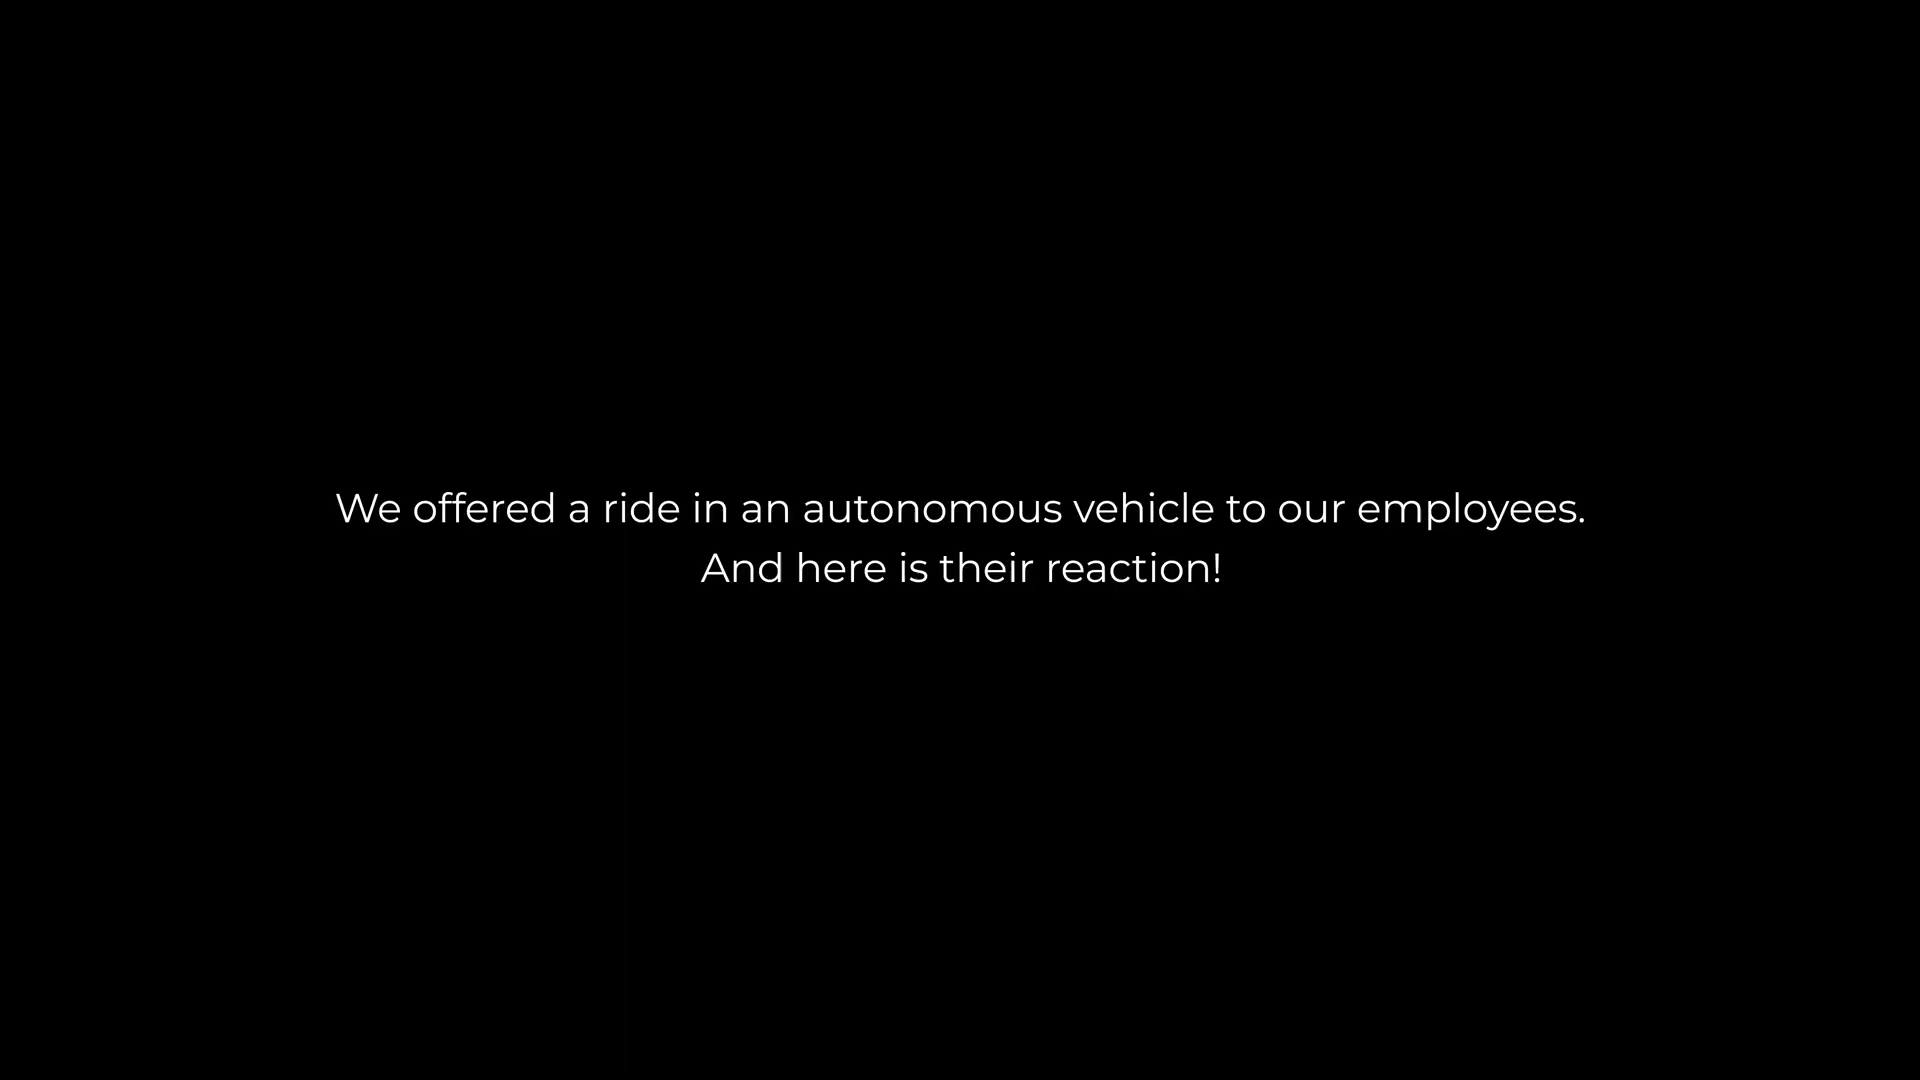 We offered a ride in an autonomous vehicle to our employees.
And here is their reaction!